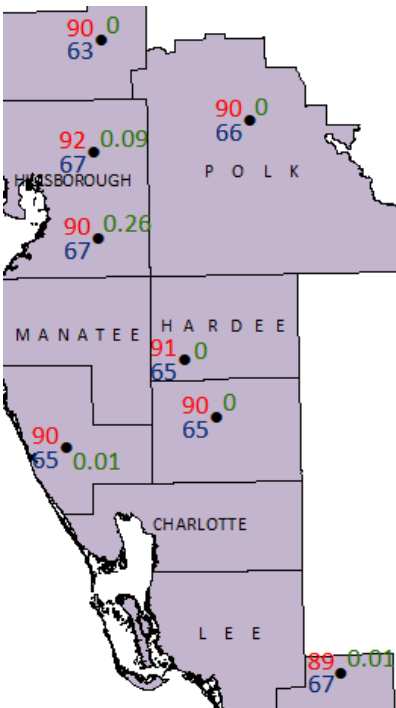 90 0
63
90 0
66
92 0.09
67
HILLSBOROUGH
P O L K
90 0.26
67
M A N A T E E
H A R D E E
91 0
65
90 0
65
90
65 0.01
CHARLOTTE
L E E
89 0.01
67